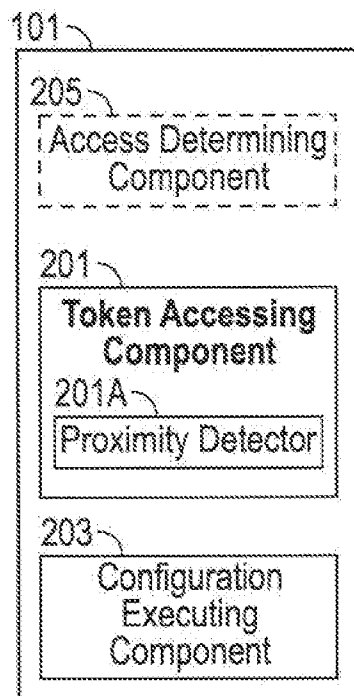 101
205
Access Determining
Component
201
Token Accessing
Component
201A
Proximity Detector
203
Configuration
Executing
Component